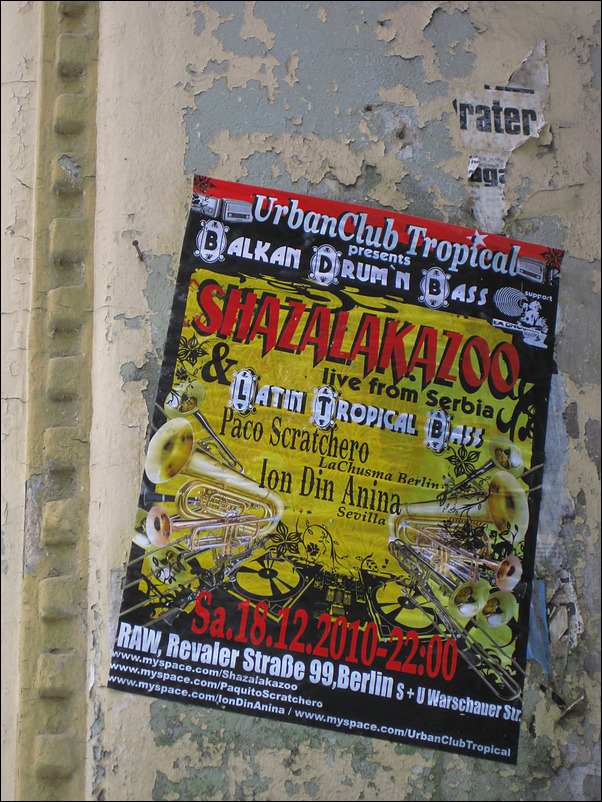 rater
aga
UrbanClub Tropical
presents
Balkan Drum'n Bass
support
SHAZALAKAZOO
live from Serbia
&
Latin Tropical Bass
Paco Scratchero
LaChusma Berlin
Ion Din Anina
Sevilla
Sa.18.12.2010-22:00
RAW, Revaler Straße 99,Berlin S + U Warschauer Str.
www.myspace.com/Shazalakazoo
www.myspace.com/PaquitoScratchero
www.myspace.com/IonDinAnina / www.myspace.com/UrbanClubTropical